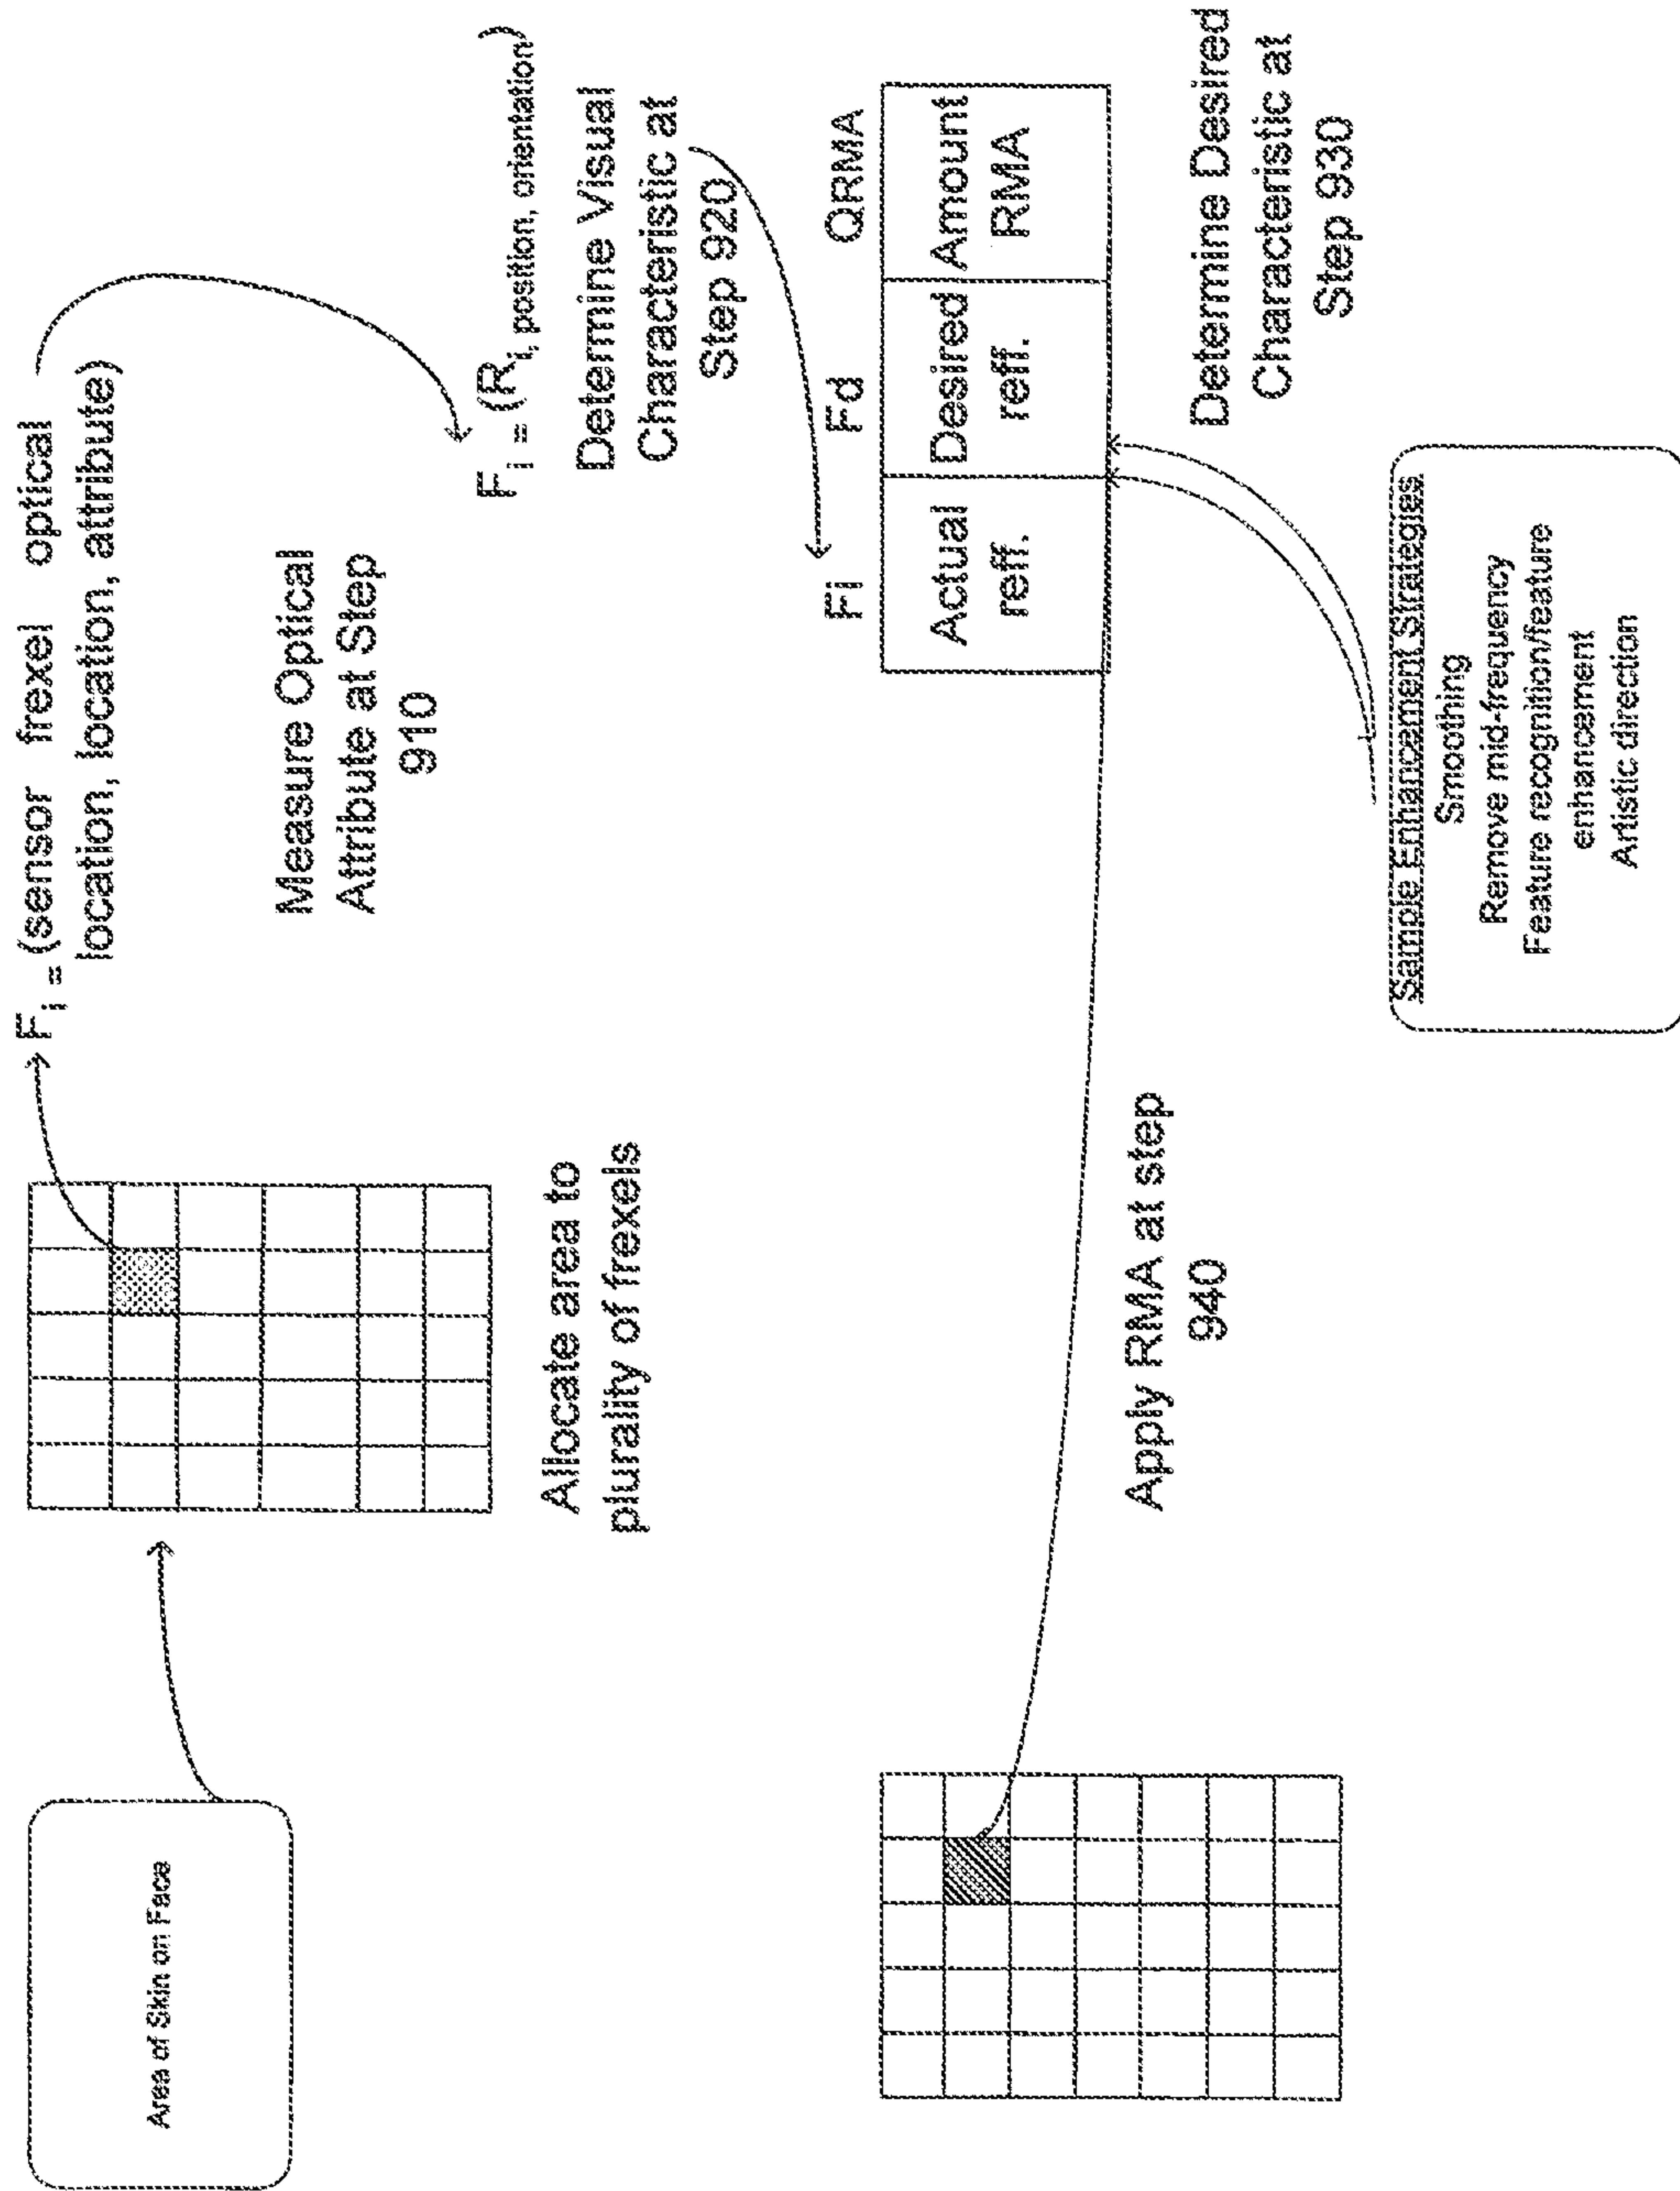 Area of Skin on Face
Allocate area to
plurality of frexels
F i = (sensor frexel optical
location, location, attribute)
Measure Optical
Attribute at Step
910
F i = (R i, position, orientation )
Determine Visual
Characteristic at
Step 920
Fi Fd QRMA
Actual Desired Amount
reff. reff. RMA
Determine Desired
Characteristic at
Step 930
Apply RMA at step
940
Sample Enhancement Strategies
Smoothing
Remove mid-frequency
Feature recognition/feature
enhancement
Artistic direction